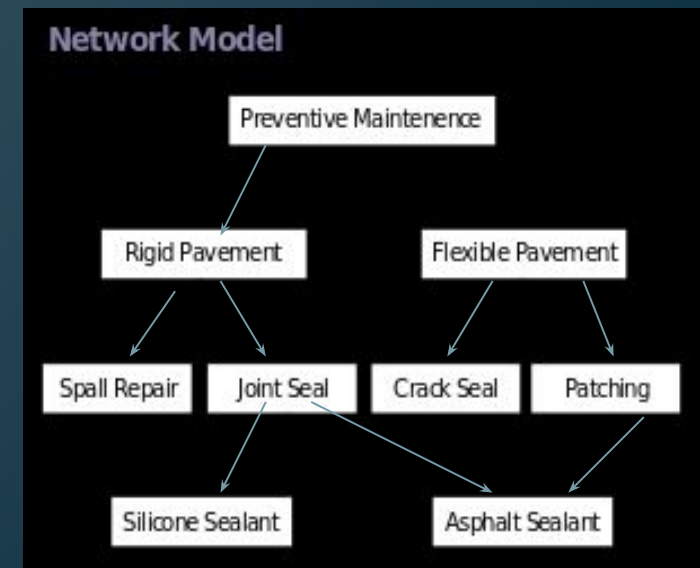 Network Model
Preventive Maintenence
Rigid Pavement
Flexible Pavement
Spall Repair
Joint Seal
Crack Seal
Patching
Silicone Sealant
Asphalt Sealant